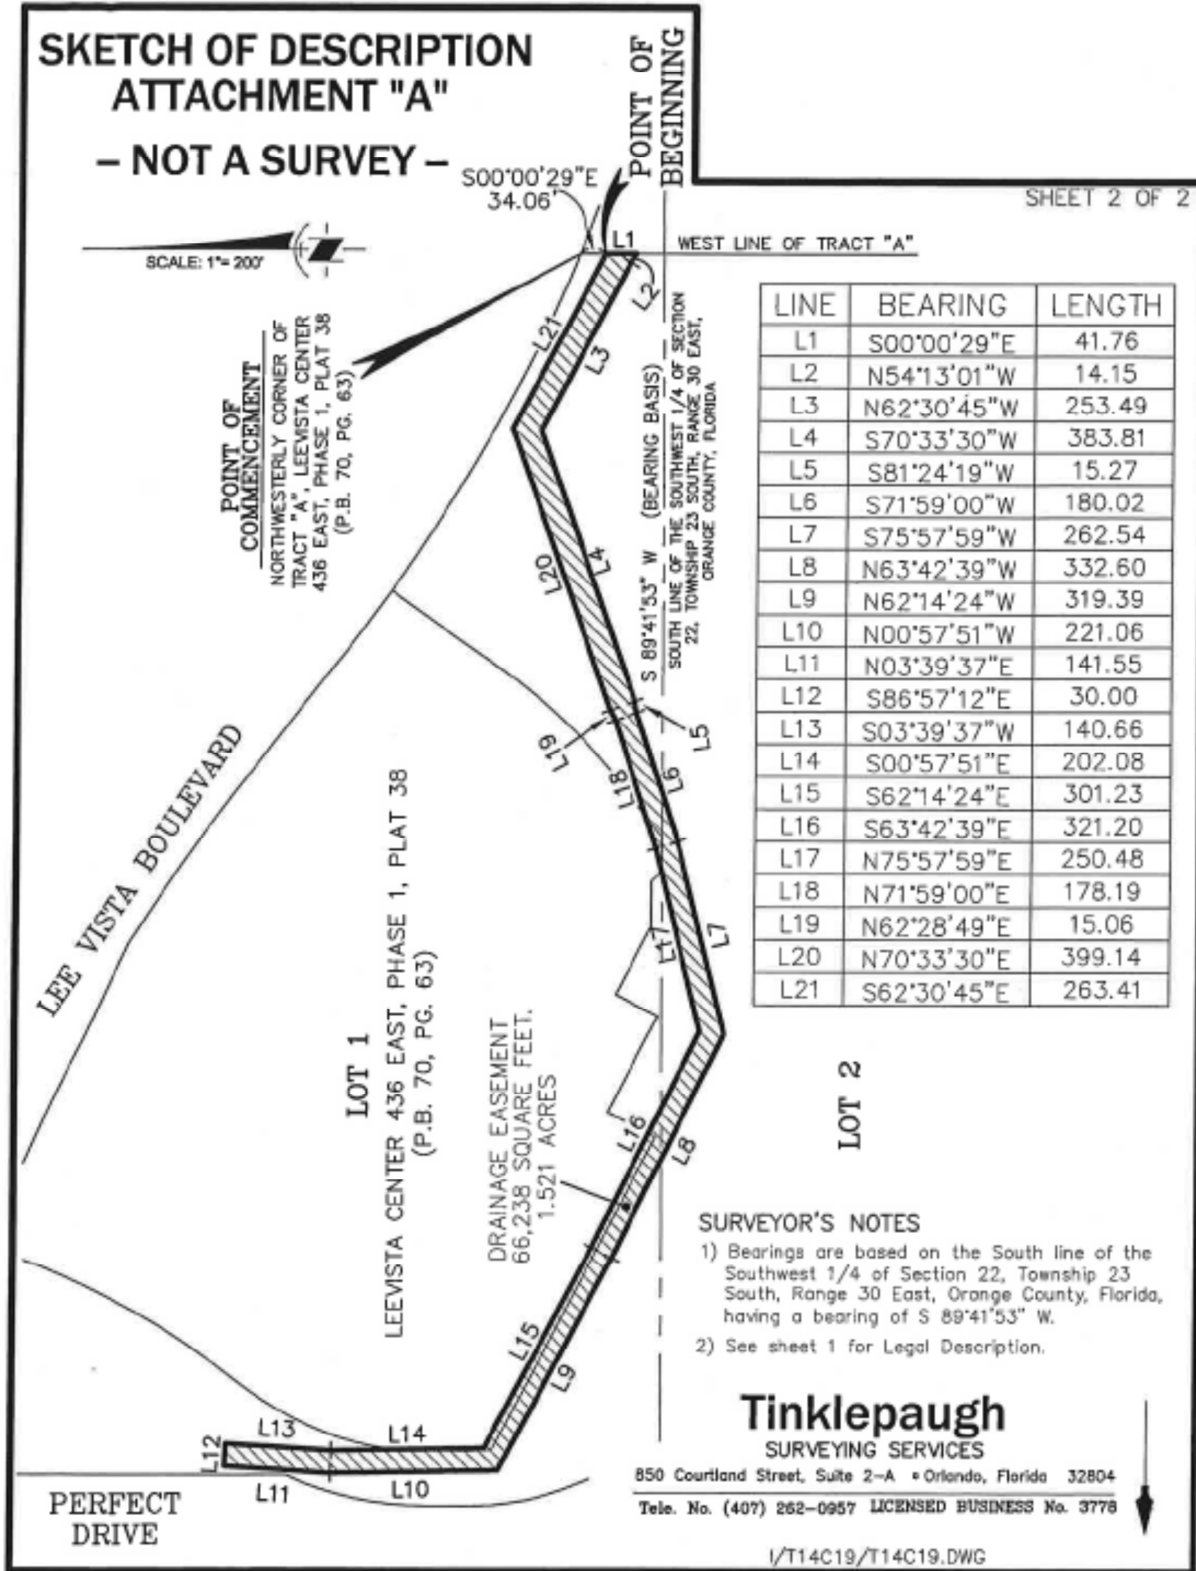 SKETCH OF DESCRIPTION
ATTACHMENT "A"
– NOT A SURVEY –
POINT OF
BEGINNING
S00°00'29"E
34.06'
SHEET 2 OF 2
SCALE: 1"= 200'
L1
WEST LINE OF TRACT "A"
L2
L21
L3
POINT OF
COMMENCEMENT
NORTHWESTERLY CORNER OF
TRACT "A", LEEVISTA CENTER
436 EAST, PHASE 1, PLAT 38
(P.B. 70, PG. 63)
S 89°41'53" W (BEARING BASIS)
SOUTH LINE OF THE SOUTHWEST 1/4 OF SECTION
22, TOWNSHIP 23 SOUTH, RANGE 30 EAST,
ORANGE COUNTY, FLORIDA
LINE BEARING LENGTH
L1 S00°00'29"E 41.76
L2 N54°13'01"W 14.15
L3 N62°30'45"W 253.49
L4 S70°33'30"W 383.81
L5 S81°24'19"W 15.27
L6 S71°59'00"W 180.02
L7 S75°57'59"W 262.54
L8 N63°42'39"W 332.60
L9 N62°14'24"W 319.39
L10 N00°57'51"W 221.06
L11 N03°39'37"E 141.55
L12 S86°57'12"E 30.00
L13 S03°39'37"W 140.66
L14 S00°57'51"E 202.08
L15 S62°14'24"E 301.23
L16 S63°42'39"E 321.20
L17 N75°57'59"E 250.48
L18 N71°59'00"E 178.19
L19 N62°28'49"E 15.06
L20 N70°33'30"E 399.14
L21 S62°30'45"E 263.41
L20
L4
L19
L5
L18
L6
LEE VISTA BOULEVARD
L17
L7
LOT 1
LEEVISTA CENTER 436 EAST, PHASE 1, PLAT 38
(P.B. 70, PG. 63)
DRAINAGE EASEMENT
66,238 SQUARE FEET.
1.521 ACRES
LOT 2
L16
L8
L15
L9
L13
L14
L12
L11
L10
PERFECT
DRIVE
SURVEYOR'S NOTES
1) Bearings are based on the South line of the
Southwest 1/4 of Section 22, Township 23
South, Range 30 East, Orange County, Florida,
having a bearing of S 89°41'53" W.
2) See sheet 1 for Legal Description.
Tinklepaugh
SURVEYING SERVICES
850 Courtland Street, Suite 2-A • Orlando, Florida 32804
Tele. No. (407) 262-0957 LICENSED BUSINESS No. 3778
I/T14C19/T14C19.DWG